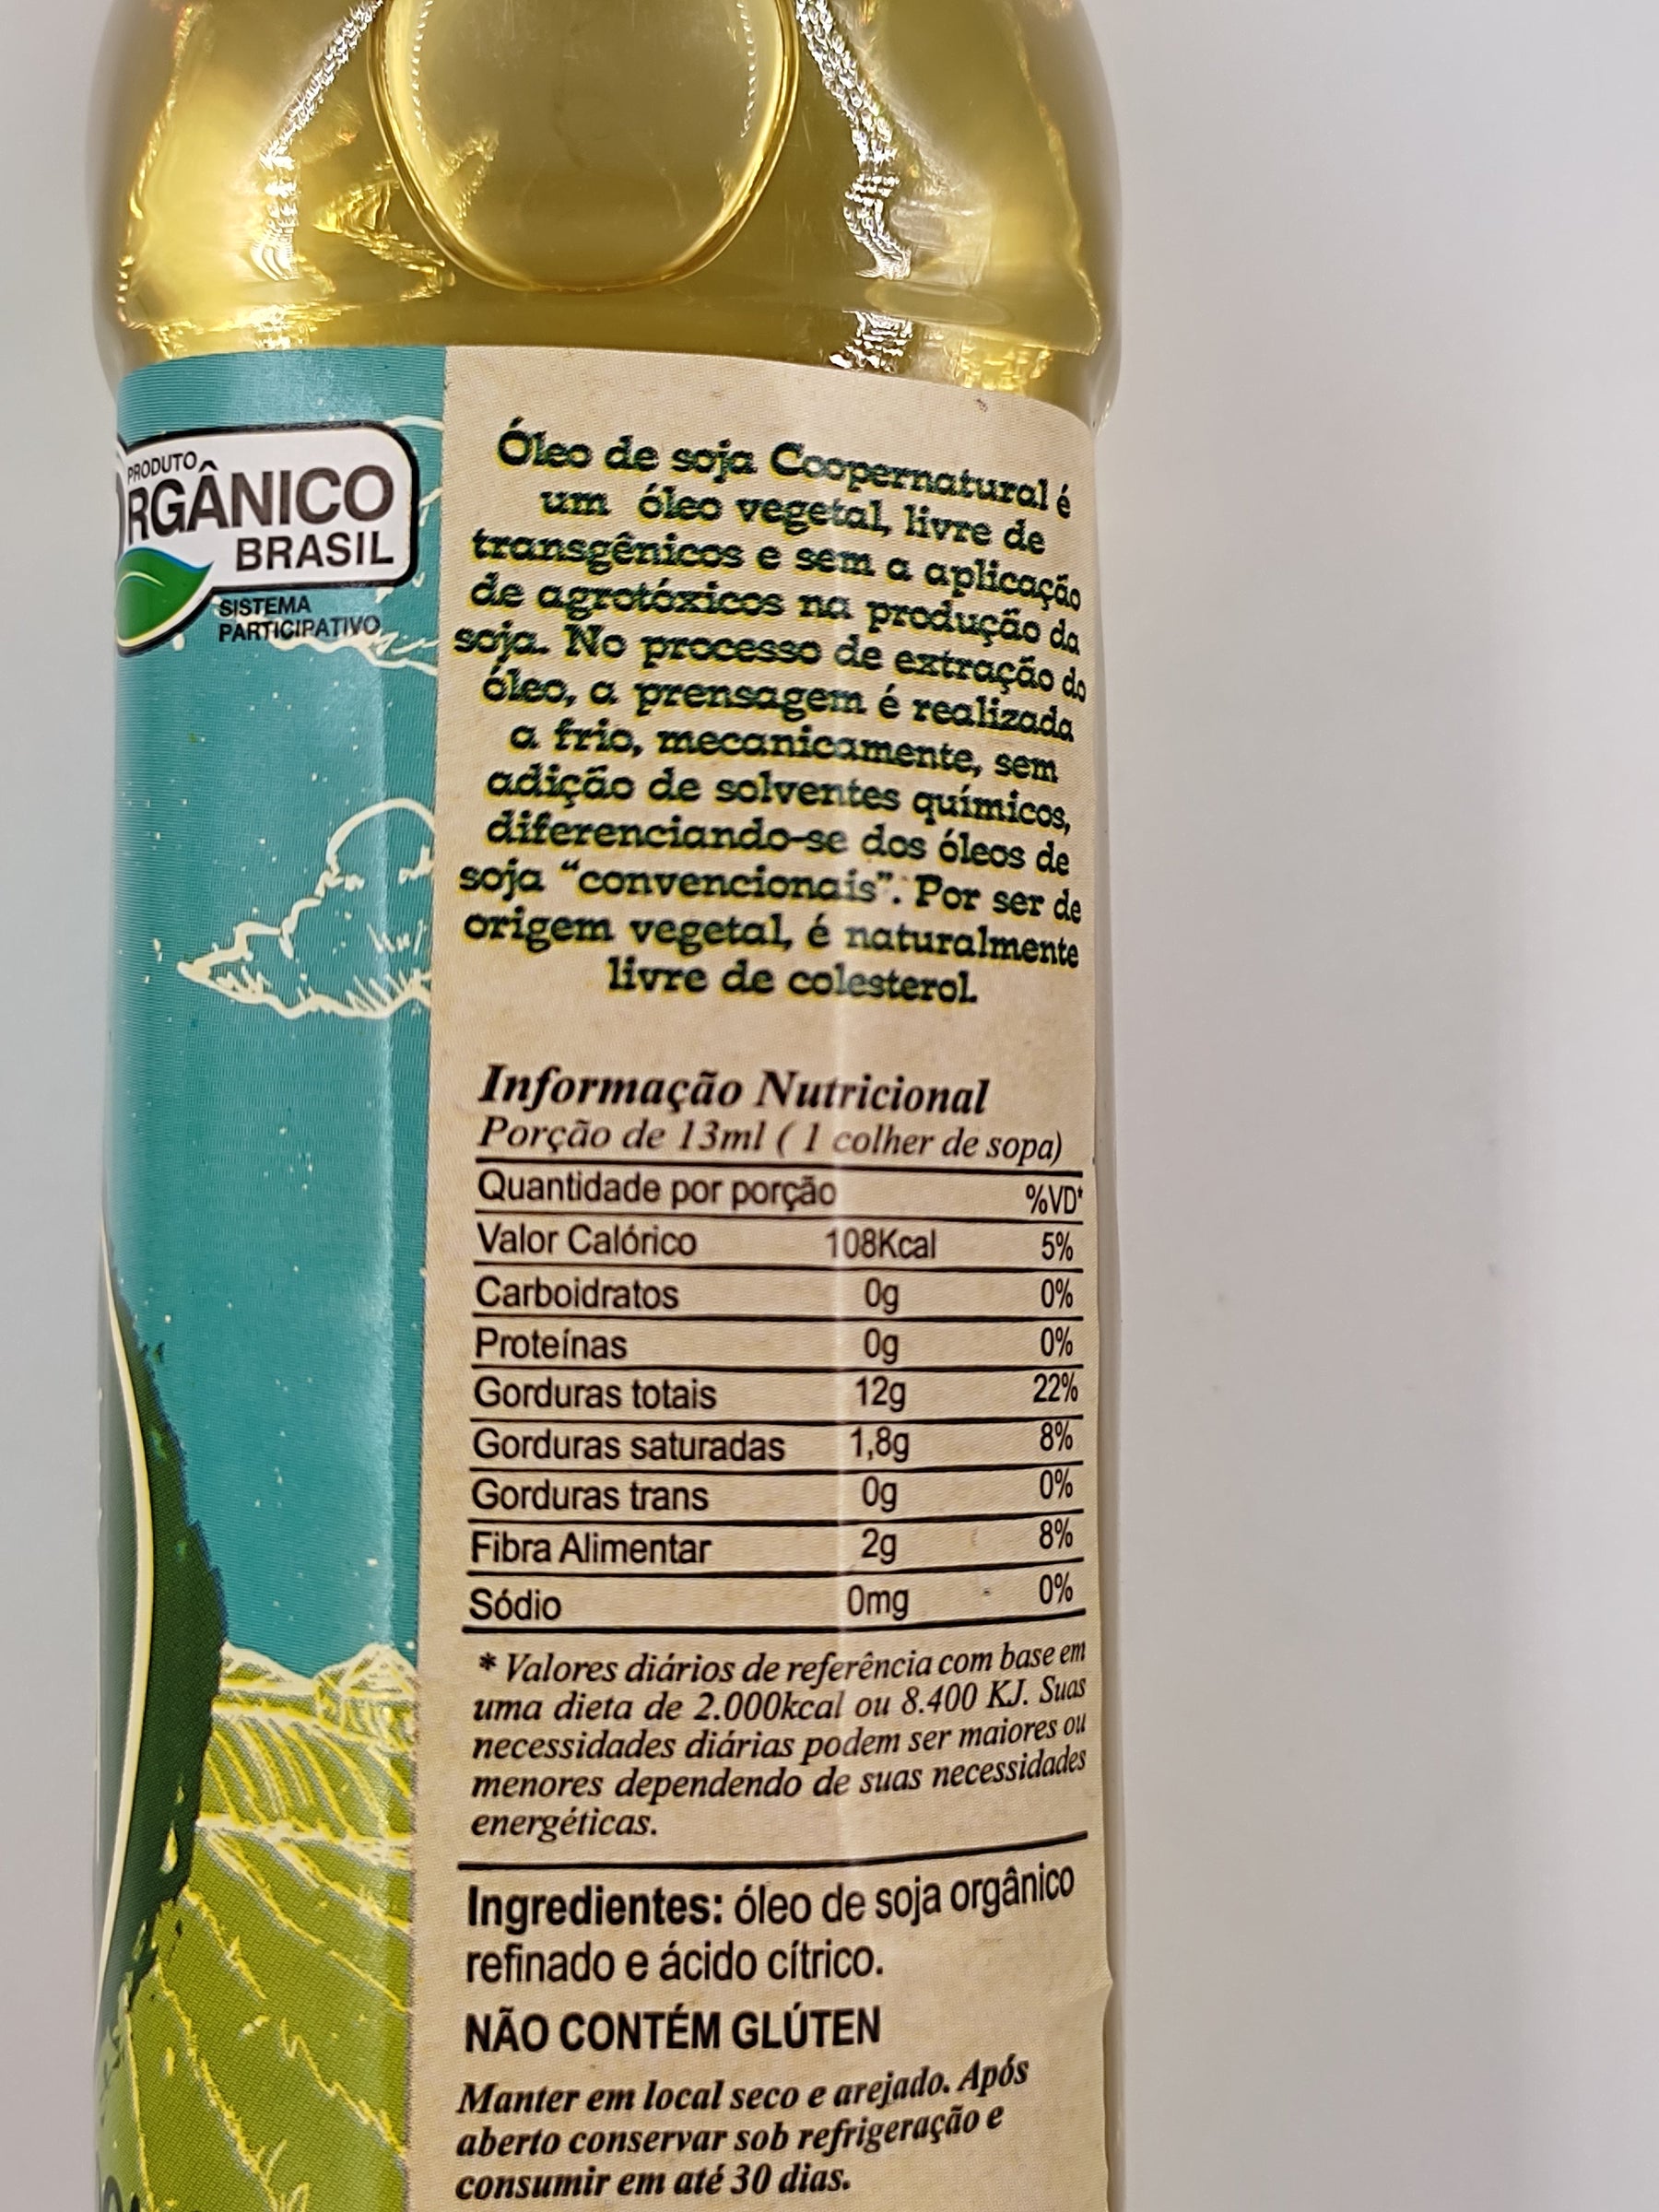 PRODUTO
ORGÂNICO
BRASIL
SISTEMA
PARTICIPATIVO
Óleo de soja Coopernatural é
um óleo vegetal, livre de
transgênicos e sem a aplicação
de agrotóxicos na produção da
soja. No processo de extração do
óleo, a prensagem é realizada
a frio, mecanicamente, sem
adição de solventes químicos,
diferenciando-se dos óleos de
soja "convencionais". Por ser de
origem vegetal, é naturalmente
livre de colesterol.
Informação Nutricional
Porção de 13ml ( 1 colher de sopa)
Quantidade por porção %VD*
Valor Calórico 108Kcal 5%
Carboidratos 0g 0%
Proteínas 0g 0%
Gorduras totais 12g 22%
Gorduras saturadas 1,8g 8%
Gorduras trans 0g 0%
Fibra Alimentar 2g 8%
Sódio 0mg 0%
* Valores diários de referência com base em
uma dieta de 2.000kcal ou 8.400 KJ. Suas
necessidades diárias podem ser maiores ou
menores dependendo de suas necessidades
energéticas.
Ingredientes: óleo de soja orgânico
refinado e ácido cítrico.
NÃO CONTÉM GLÚTEN
Manter em local seco e arejado. Após
aberto conservar sob refrigeração e
consumir em até 30 dias.